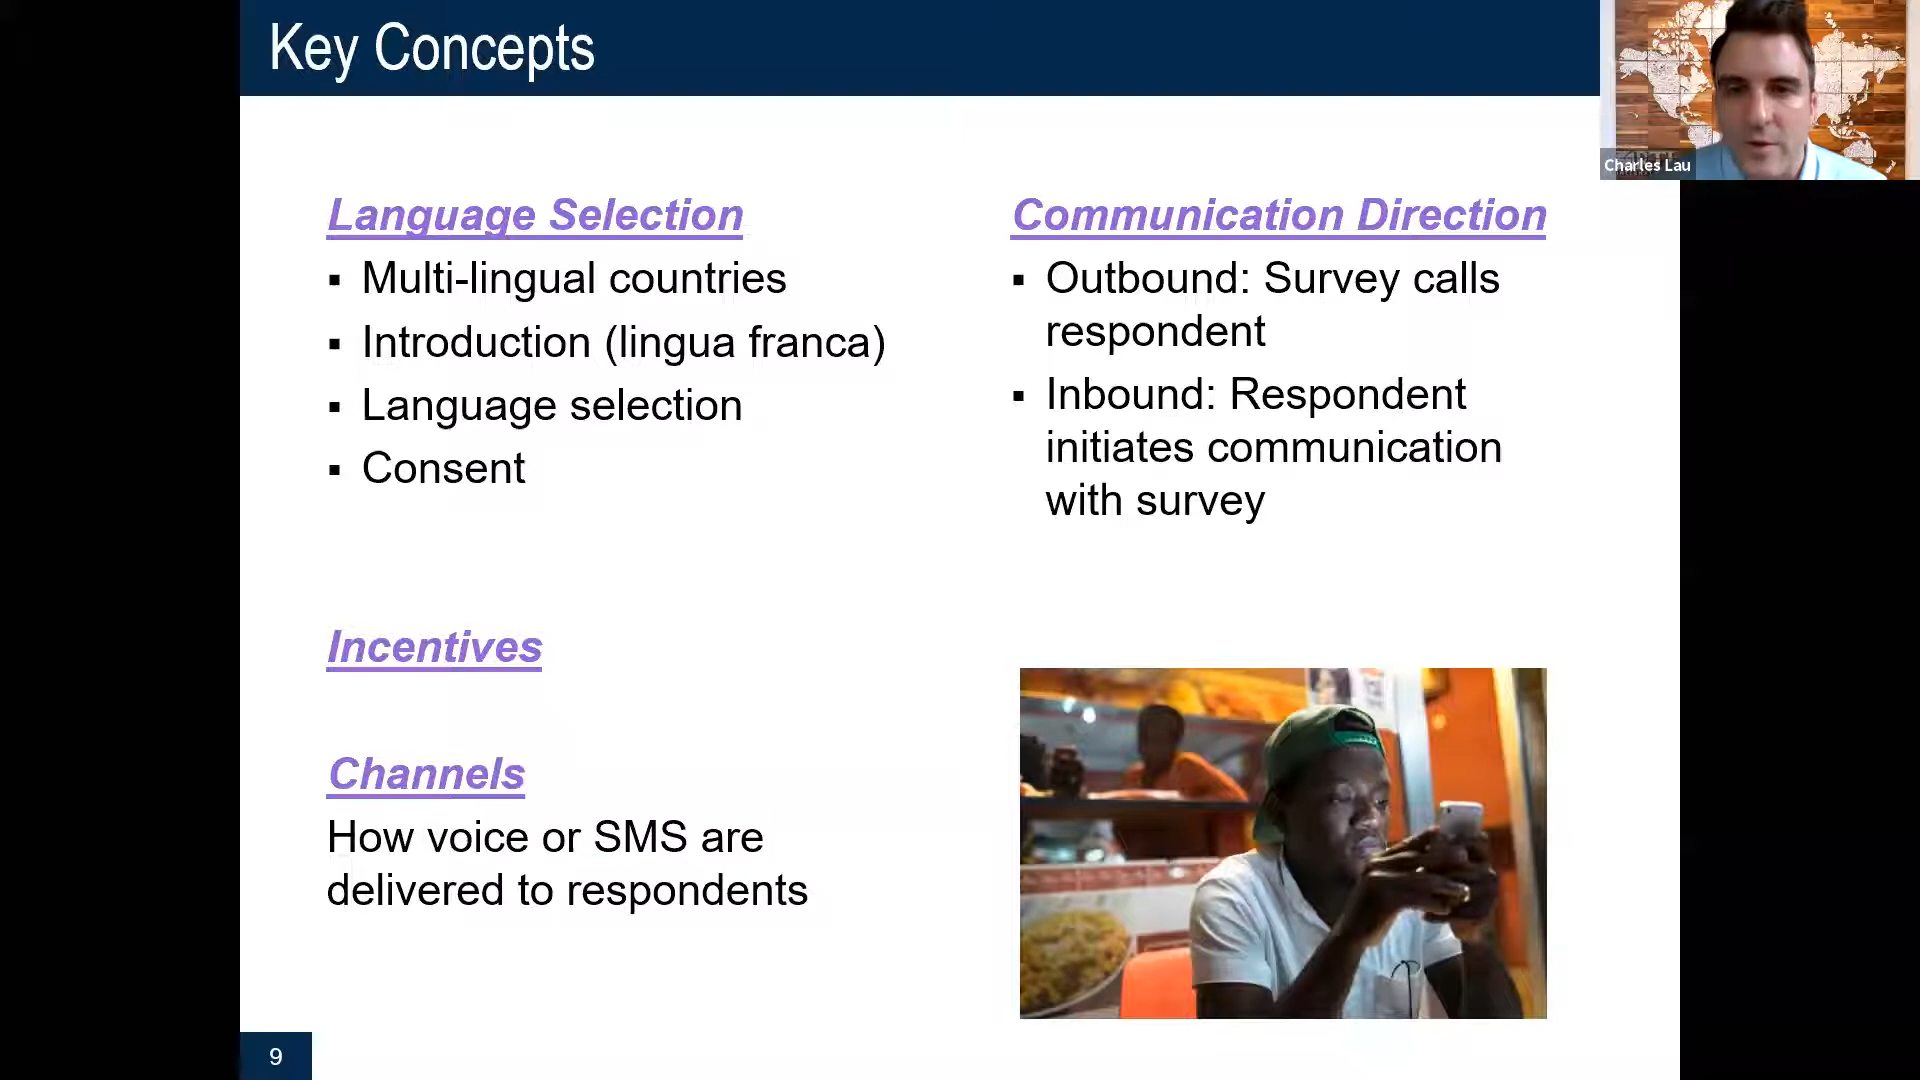 Key Concepts
Charles Lau
Language Selection
▪ Multi-lingual countries
▪ Introduction (lingua franca)
▪ Language selection
▪ Consent
Communication Direction
▪ Outbound: Survey calls
respondent
▪ Inbound: Respondent
initiates communication
with survey
Incentives
Channels
How voice or SMS are
delivered to respondents
9